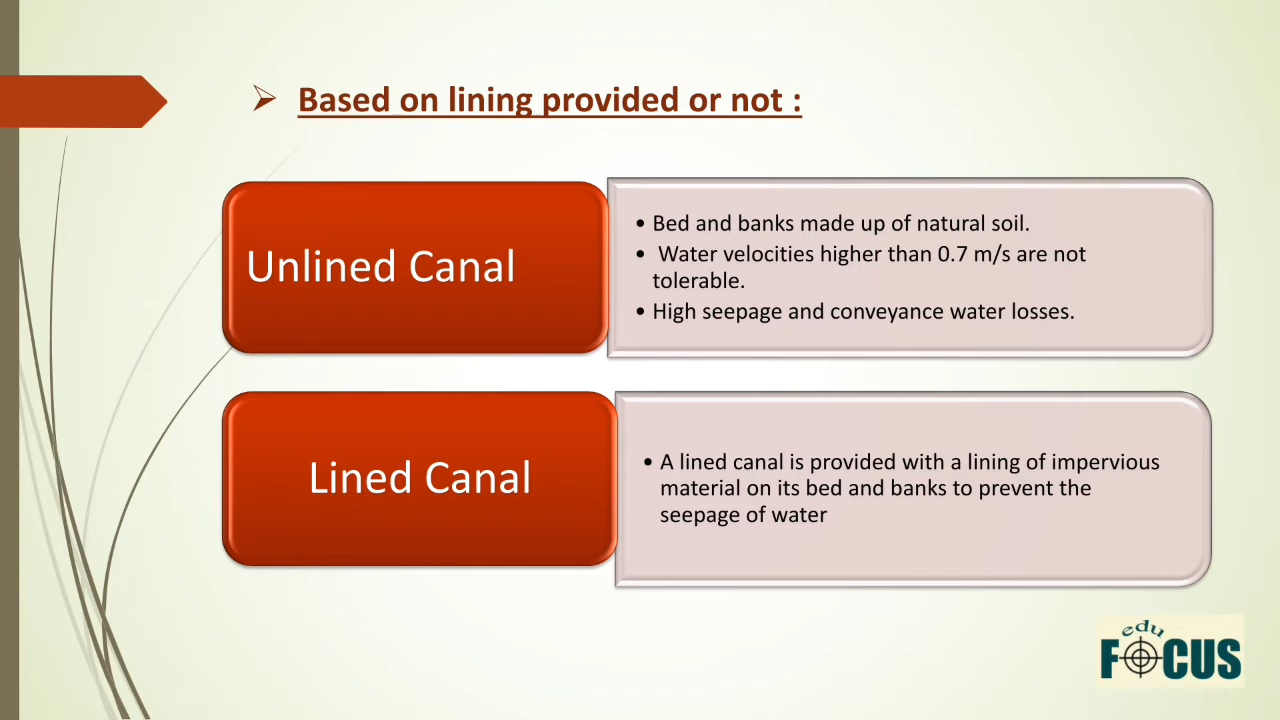 ➢ Based on lining provided or not :
Unlined Canal
• Bed and banks made up of natural soil.
• Water velocities higher than 0.7 m/s are not
tolerable.
• High seepage and conveyance water losses.
Lined Canal
• A lined canal is provided with a lining of impervious
material on its bed and banks to prevent the
seepage of water
edu
FOCUS